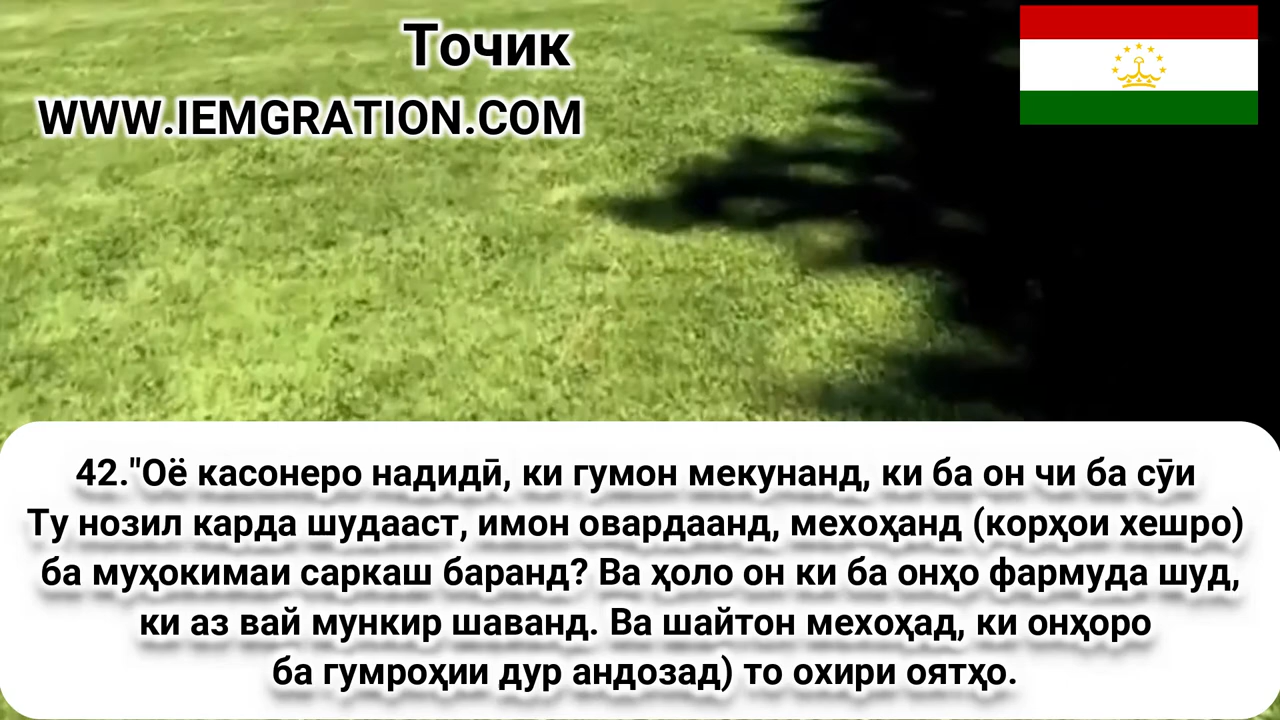 Точик
WWW.IEMGRATION.COM
42."Оё касонеро надидӣ, ки гумон мекунанд, ки ба он чи ба сӯи
Ту нозил карда шудааст, имон овардаанд, мехоҳанд (корҳои хешро)
ба муҳокимаи саркаш баранд? Ва ҳоло он ки ба онҳо фармуда шуд,
ки аз вай мункир шаванд. Ва шайтон мехоҳад, ки онҳоро
ба гумроҳии дур андозад) то охири оятҳо.